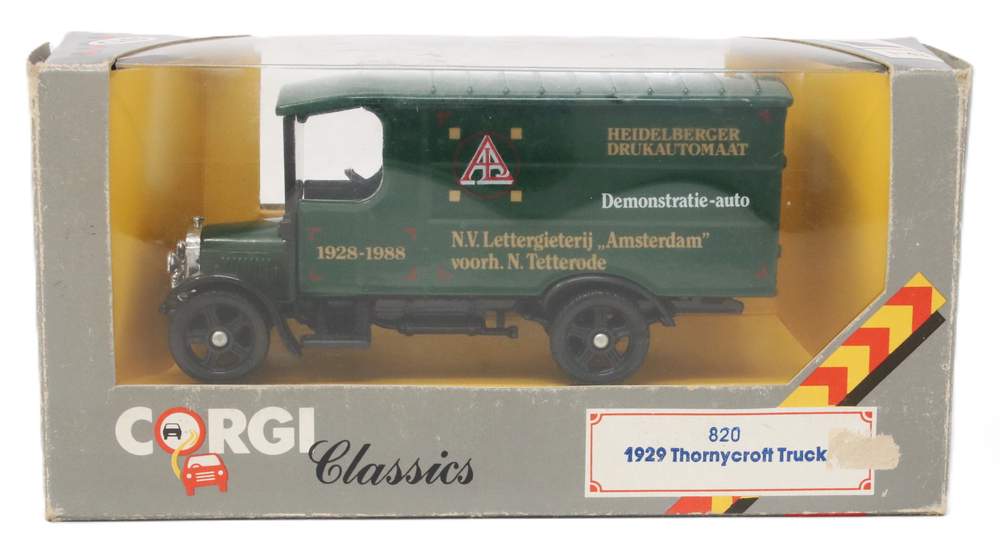 HEIDELBERGER
DRUKAUTOMAAT
Demonstratie-auto
1928-1988
N.V. Lettergieterij „Amsterdam”
voorh. N. Tetterode
CORGI
Classics
820
1929 Thornycroft Truck